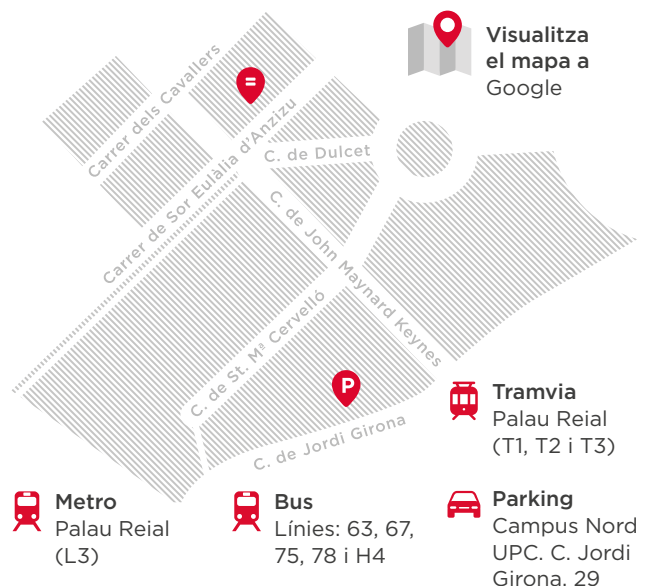 Visualitza
el mapa a
Google
Carrer dels Cavallers
=
Carrer de Sor Eulàlia d'Anzizu
C. de Dulcet
C. de John Maynard Keynes
C. de St. Mª Cervelló
P
C. de Jordi Girona
Tramvia
Palau Reial
(T1, T2 i T3)
Metro
Palau Reial
(L3)
Bus
Línies: 63, 67,
75, 78 i H4
Parking
Campus Nord
UPC. C. Jordi
Girona, 29